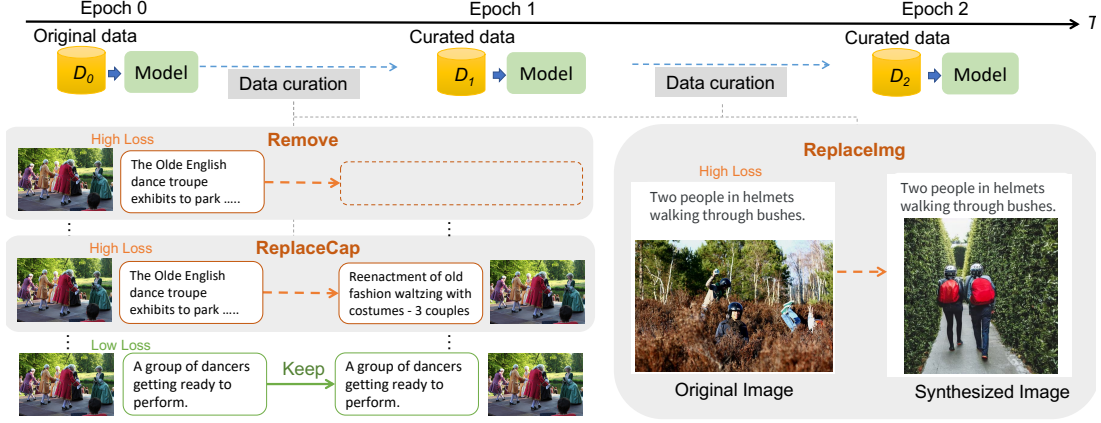 Epoch 0
Epoch 1
Epoch 2
T
Original data
Curated data
Curated data
D0
Model
D1
Model
D2
Model
Data curation
Data curation
High Loss
Remove
The Olde English
dance troupe
exhibits to park .....
High Loss
ReplaceCap
The Olde English
dance troupe
exhibits to park .....
Reenactment of old
fashion waltzing with
costumes - 3 couples
Low Loss
A group of dancers
getting ready to
perform.
Keep
A group of dancers
getting ready to
perform.
ReplaceImg
High Loss
Two people in helmets
walking through bushes.
Two people in helmets
walking through bushes.
Original Image
Synthesized Image